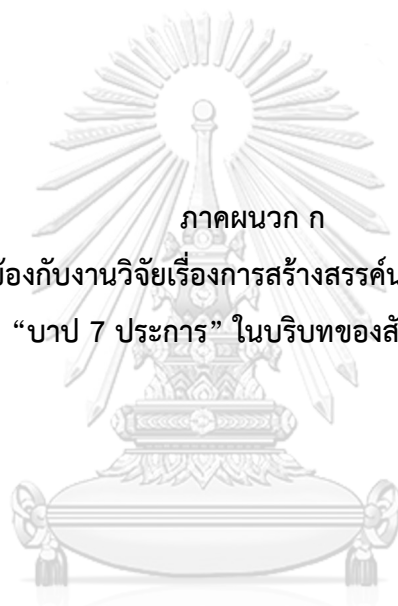 ภาคผนวก ก
ข้องกับงานวิจัยเรื่องการสร้างสรรค์
“บาป 7 ประการ” ในบริบทของ